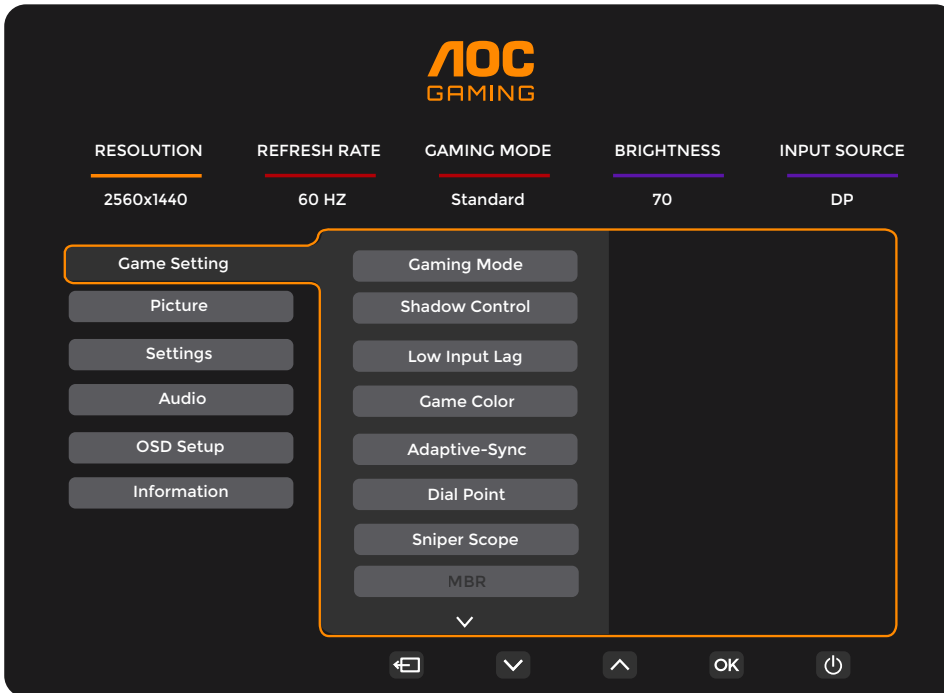 AOC
GAMING
RESOLUTION REFRESH RATE GAMING MODE BRIGHTNESS INPUT SOURCE
2560x1440 60 HZ Standard 70 DP
Game Setting
Picture
Settings
Audio
OSD Setup
Information
Gaming Mode
Shadow Control
Low Input Lag
Game Color
Adaptive-Sync
Dial Point
Sniper Scope
MBR
OK